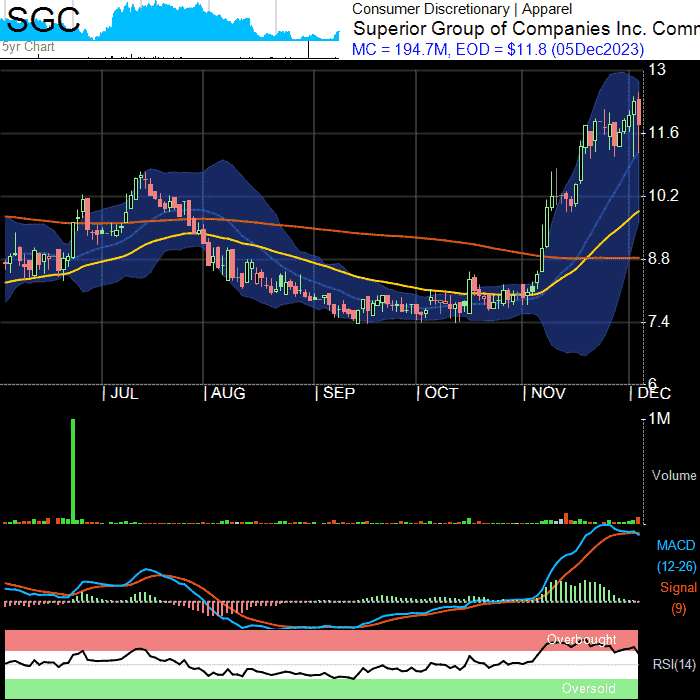 SGC
5yr Chart
Consumer Discretionary | Apparel
Superior Group of Companies Inc. Comm
MC = 194.7M, EOD = $11.8 (05Dec2023)
13
11.6
10.2
8.8
7.4
6
JUL AUG SEP OCT NOV DEC
1M
Volume
MACD
(12-26)
Signal
(9)
Overbought
RSI(14)
Oversold